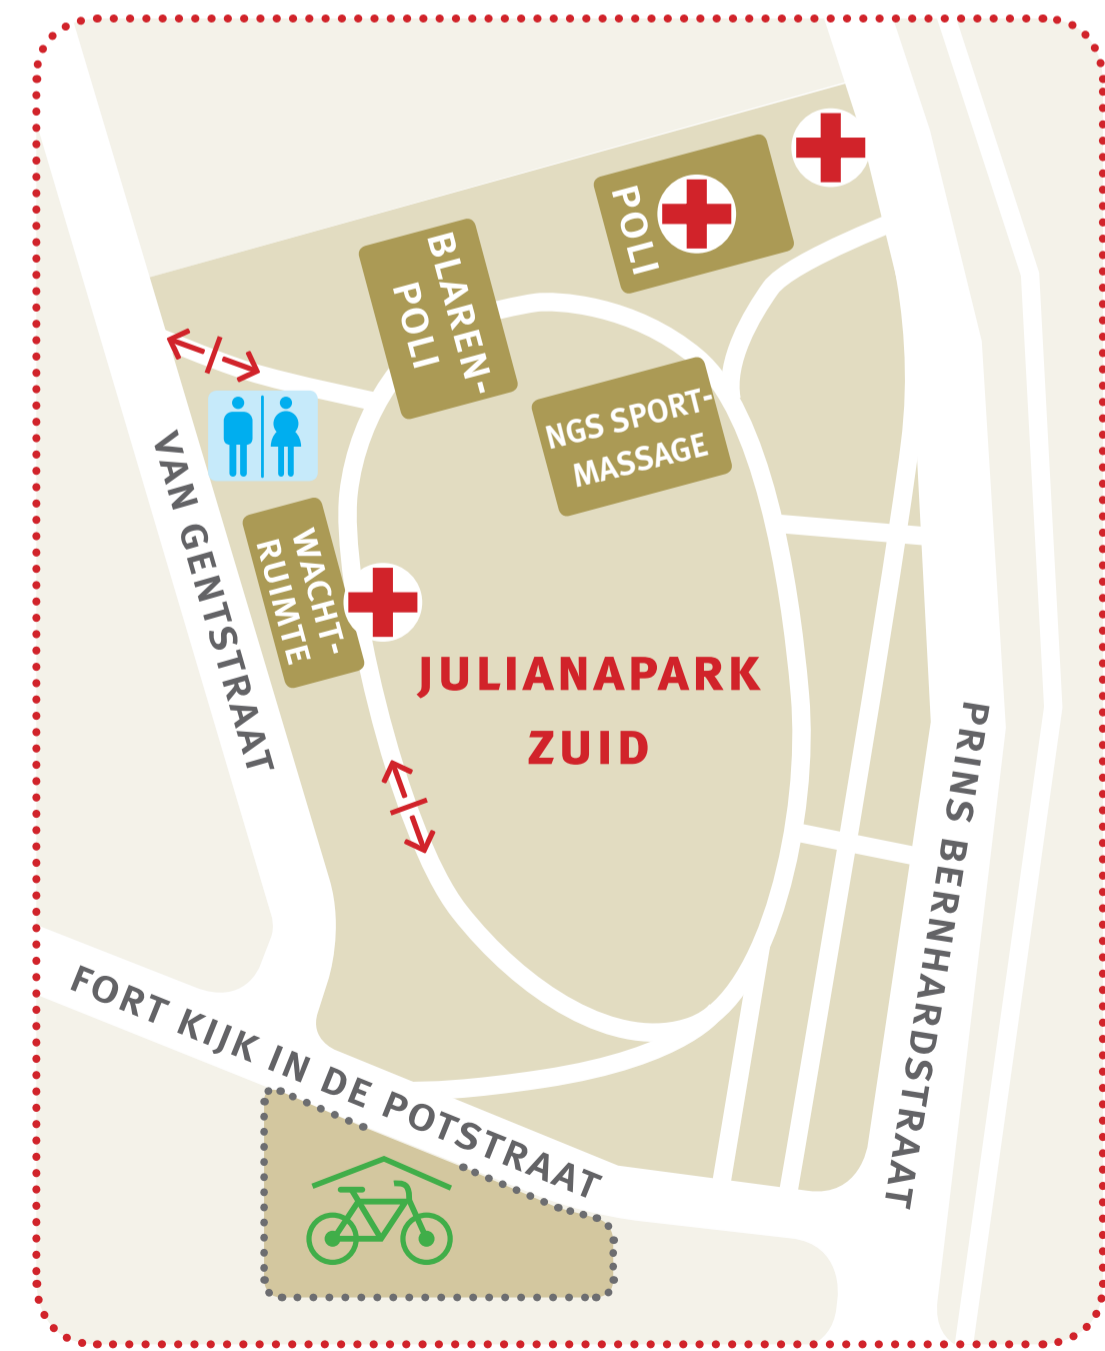 POLI
BLAREN-
POLI
NGS SPORT-
MASSAGE
WACHT-
RUIMTE
VAN GENTSTRAAT
JULIANAPARK
ZUID
PRINS BERNHARDSTRAAT
FORT KIJK IN DE POTSTRAAT